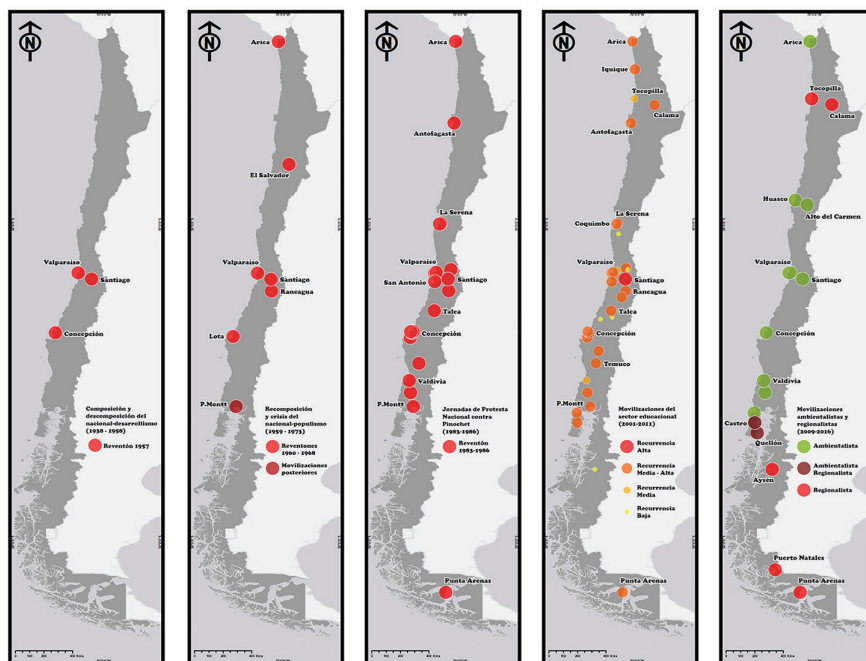 N
Valparaíso
Santiago
Concepción
Composición y
descomposición del
nacional-desarrollismo
(1938 - 1958)
Reventón 1957
N
Arica
El Salvador
Valparaíso
Santiago
Rancagua
Lota
P.Montt
Recomposición
y crisis del
nacional-populismo
(1959 - 1973)
Reventones
1960 - 1968
Movilizaciones
posteriores
N
Arica
Antofagasta
La Serena
Valparaíso
San Antonio
Santiago
Talca
Concepción
Valdivia
P.Montt
Jornadas de Protesta
Nacional contra
Pinochet
(1983-1986)
Reventón
1983-1986
Punta Arenas
N
Arica
Iquique
Tocopilla
Calama
Antofagasta
La Serena
Coquimbo
Valparaíso
Santiago
Rancagua
Talca
Concepción
Temuco
P.Montt
Movilizaciones del
sector educacional
(2001-2011)
Recurrencia
Alta
Recurrencia
Media - Alta
Recurrencia
Media
Recurrencia
Baja
Punta Arenas
N
Arica
Tocopilla
Calama
Huasco
Alto del Carmen
Valparaíso
Santiago
Concepción
Valdivia
Castro
Quellón
Aysén
Movilizaciones
ambientalistas y
regionalistas
(2009-2016)
Ambientalista
Ambientalista
Regionalista
Regionalista
Puerto Natales
Punta Arenas